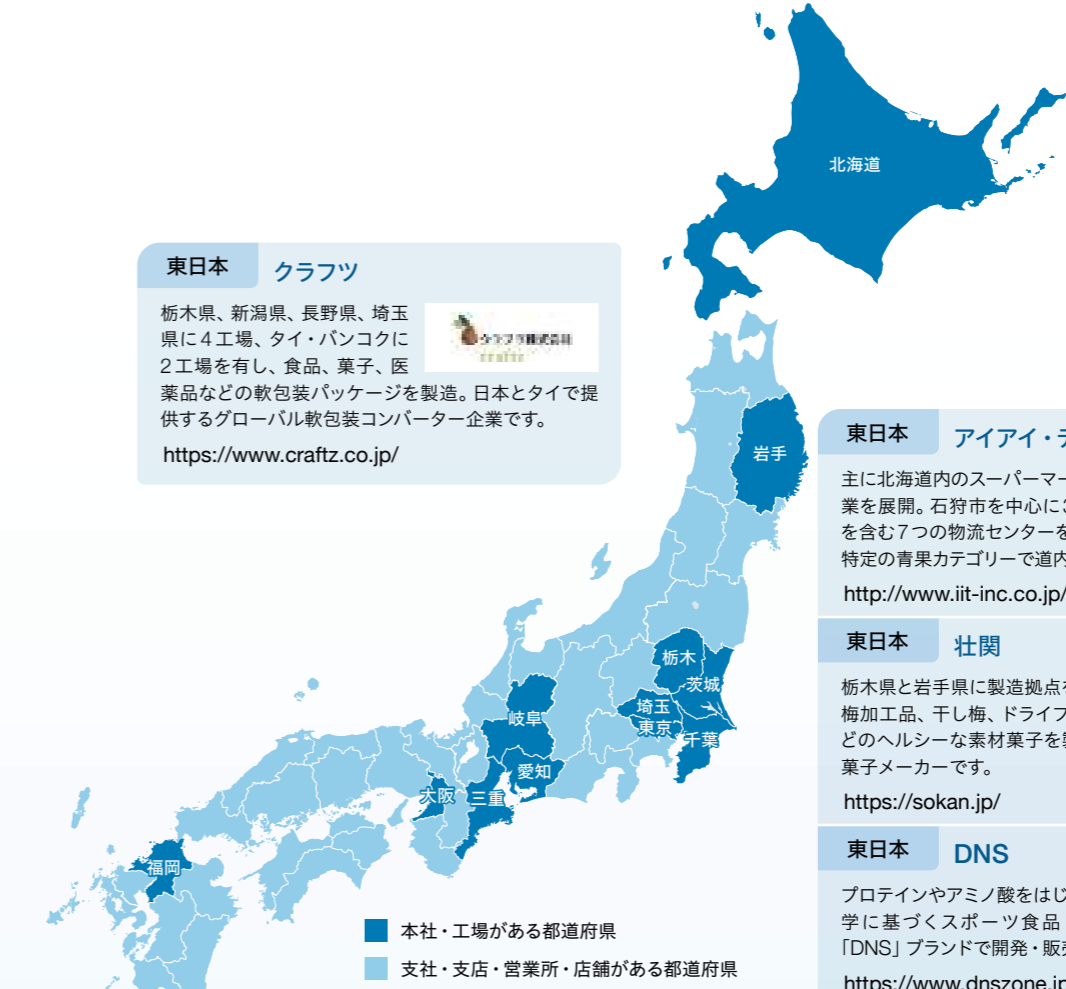 北海道
東日本 クラフツ
栃木県、新潟県、長野県、埼玉
県に4工場、タイ・バンコクに
2工場を有し、食品、菓子、医
薬品などの軟包装パッケージを製造。日本とタイで提
供するグローバル軟包装コンバーター企業です。
https://www.craftz.co.jp/
岩手
東日本 アイアイ・テ
主に北海道内のスーパーマー
業を展開。石狩市を中心に
を含む7つの物流センターを
特定の青果カテゴリーで道内
http://www.iit-inc.co.jp/
東日本 壮関
栃木県と岩手県に製造拠点を
梅加工品、干し梅、ドライフ
どのヘルシーな素材菓子を製
菓子メーカーです。
https://sokan.jp/
東日本 DNS
プロテインやアミノ酸をはじ
学に基づくスポーツ食品
「DNS」ブランドで開発・販売
https://www.dnszone.jp
栃木
茨城
埼玉
東京
千葉
岐阜
愛知
大阪
三重
福岡
本社・工場がある都道府県
支社・支店・営業所・店舗がある都道府県